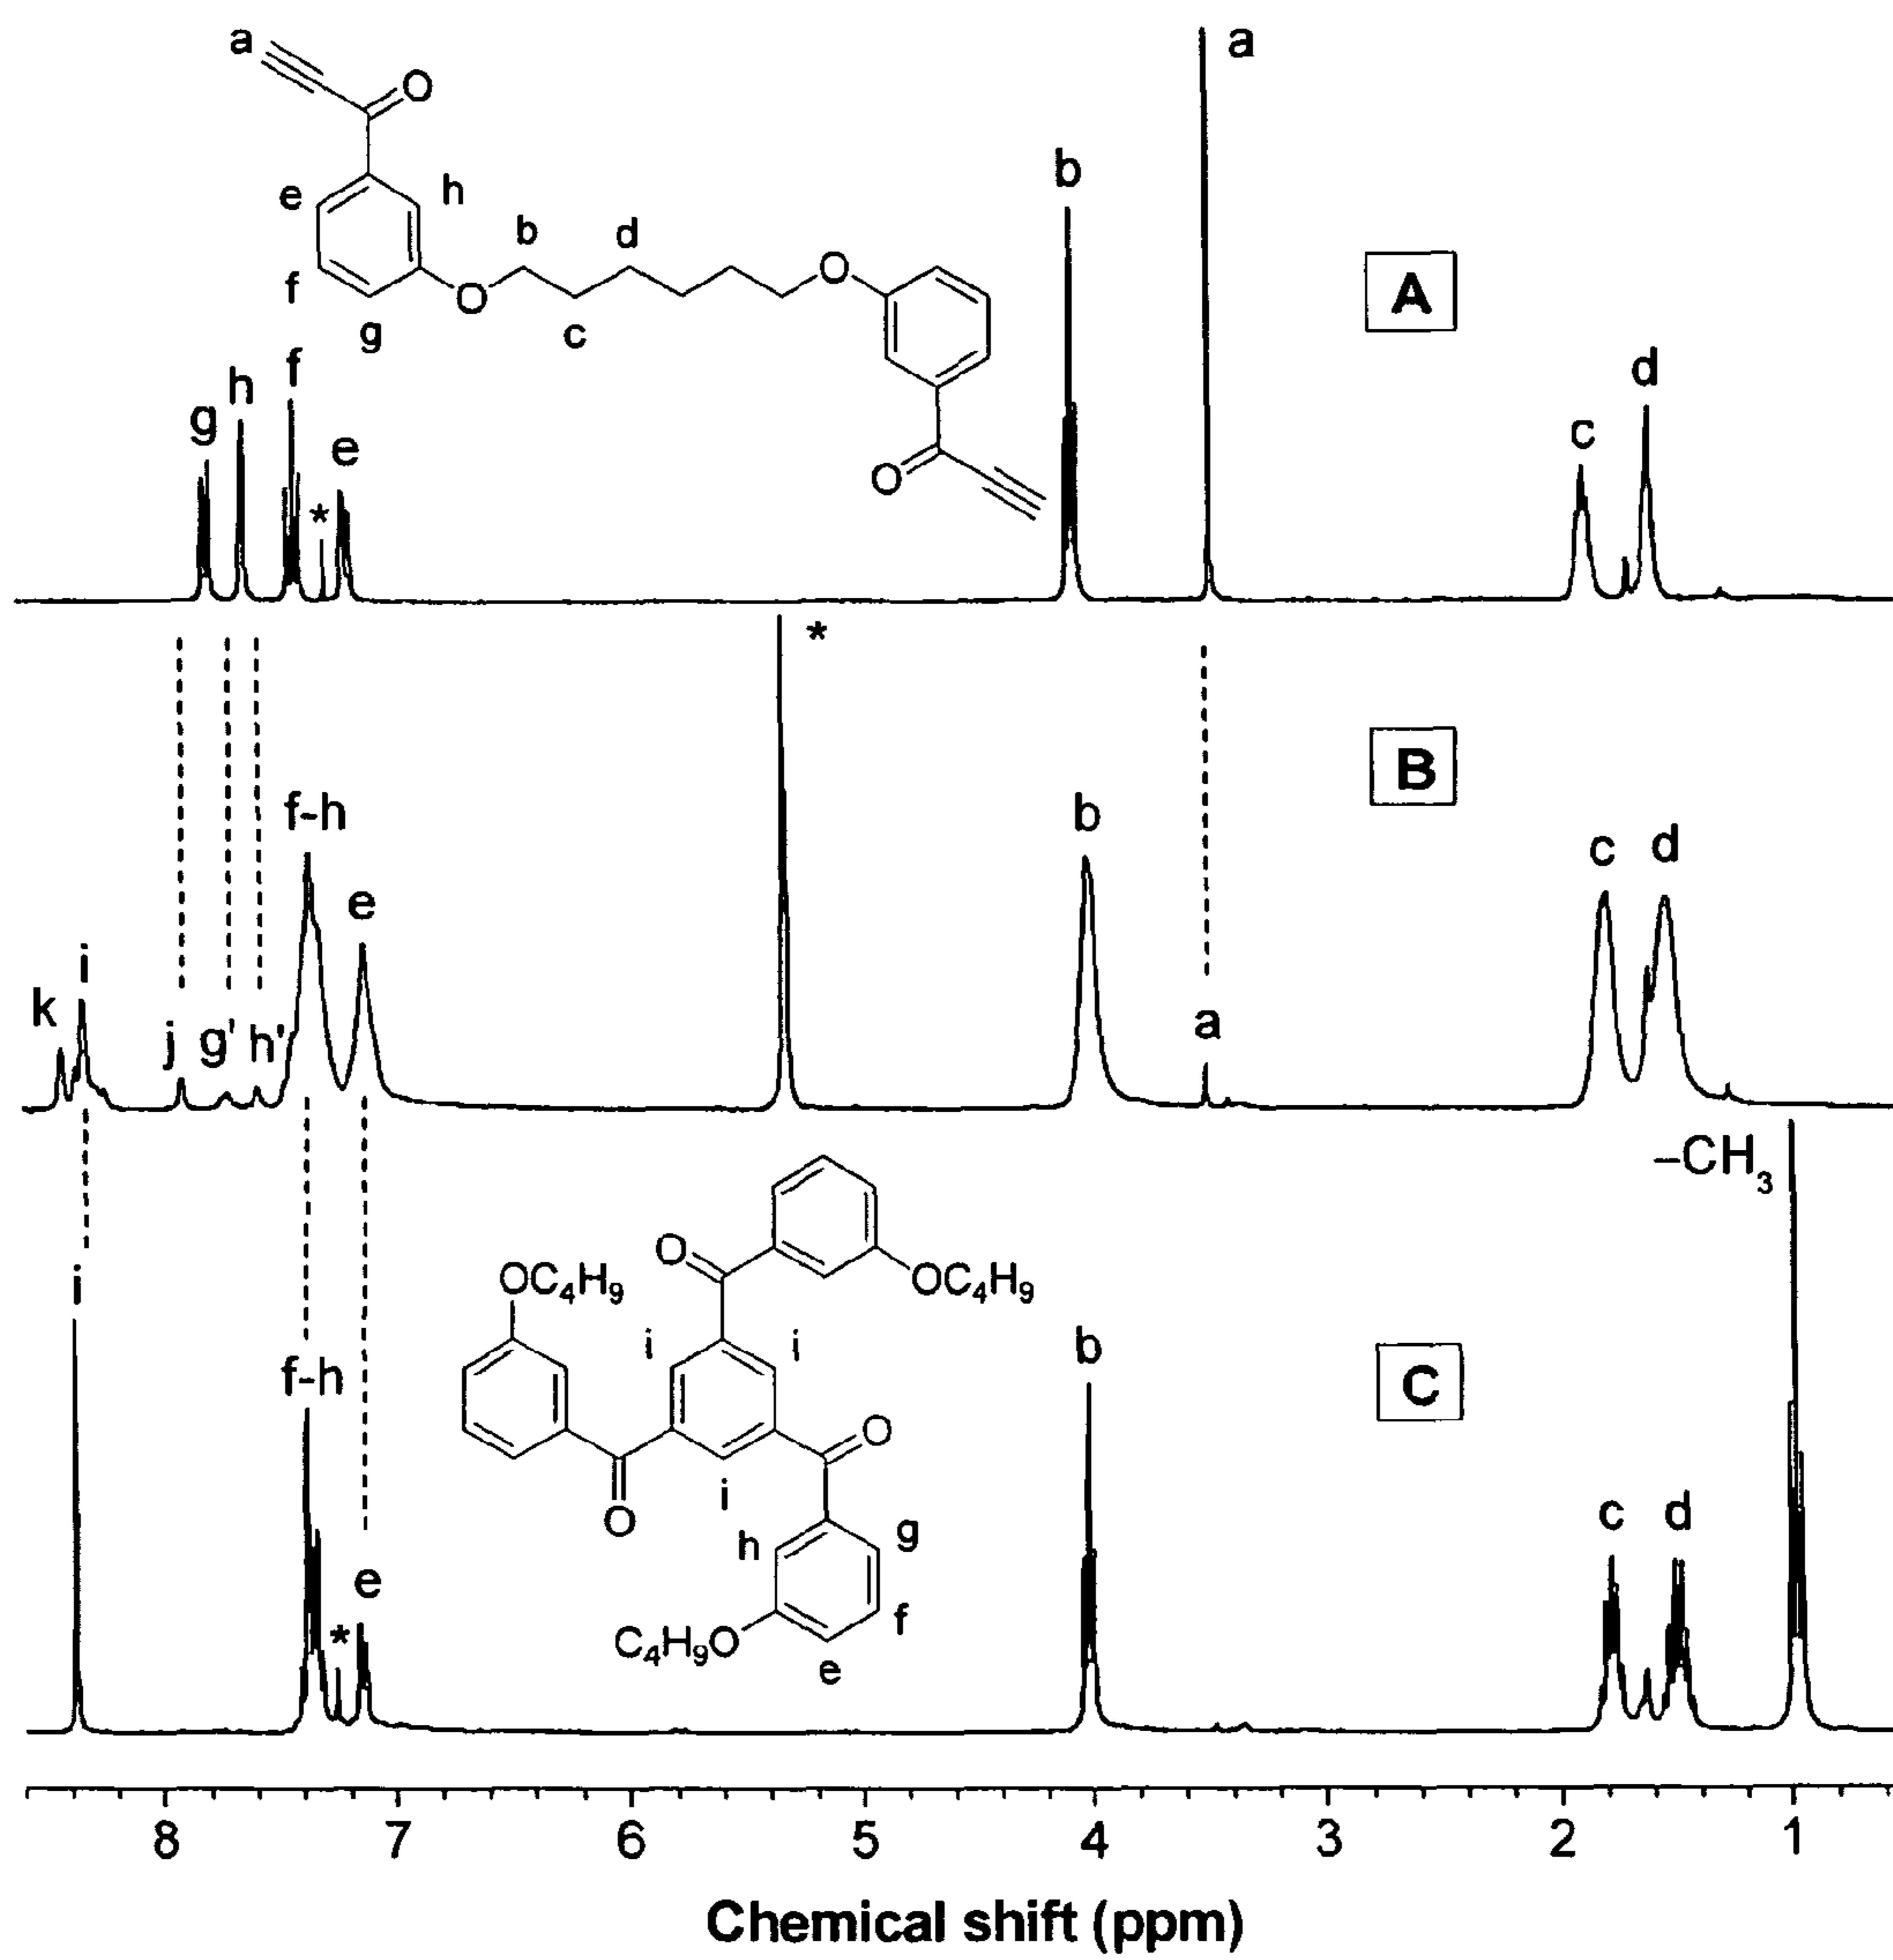 a
a
O
b
e
h
b
d
O
A
f
g
O
c
f
d
h
g
e
c
*
O
*
B
f-h
b
c
d
e
i
k
j
g'
h'
a
–CH3
O
OC4H9
OC4H9
i
i
i
b
f-h
C
O
i
c
d
O
h
g
e
f
*
C4H9O
e
8
7
6
5
4
3
2
1
Chemical shift (ppm)